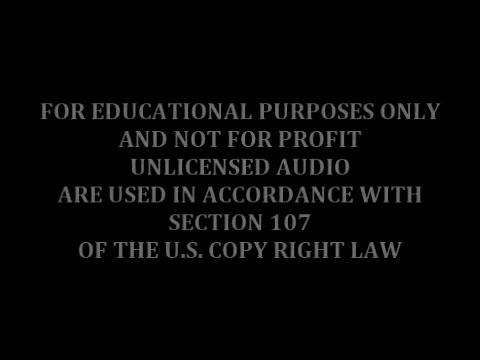 FOR EDUCATIONAL PURPOSES ONLY
AND NOT FOR PROFIT
UNLICENSED AUDIO
ARE USED IN ACCORDANCE WITH
SECTION 107
OF THE U.S. COPY RIGHT LAW